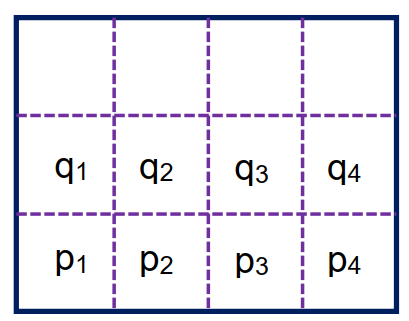 q₁ q₂ q₃ q₄
p₁ p₂ p₃ p₄